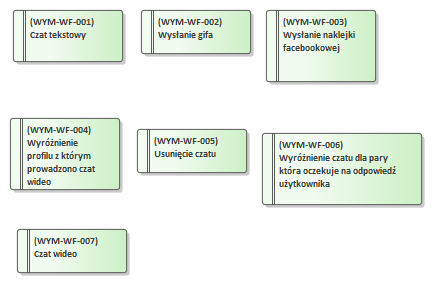 (WYM-WF-001)
Czat tekstowy
(WYM-WF-002)
Wysłanie gifa
(WYM-WF-003)
Wysłanie naklejki
facebookowej
(WYM-WF-004)
Wyróżnienie
profilu z którym
prowadzono czat
wideo
(WYM-WF-005)
Usunięcie czatu
(WYM-WF-006)
Wyróżnienie czatu dla pary
która oczekuje na odpowiedź
użytkownika
(WYM-WF-007)
Czat wideo